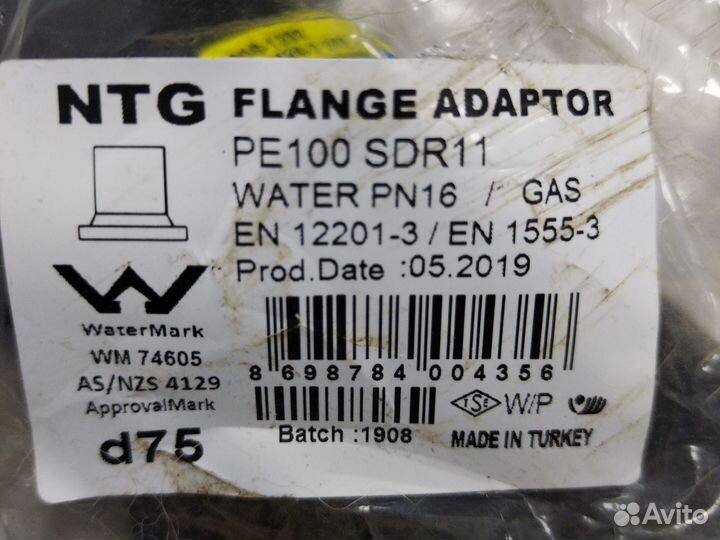 NTG FLANGE ADAPTOR
PE100 SDR11
WATER PN16 / GAS
EN 12201-3 / EN 1555-3
Prod.Date :05.2019
WaterMark
WM 74605
AS/NZS 4129
ApprovalMark
d75
8 698784 004356
Batch :1908
TSE W/P
MADE IN TURKEY
Avito